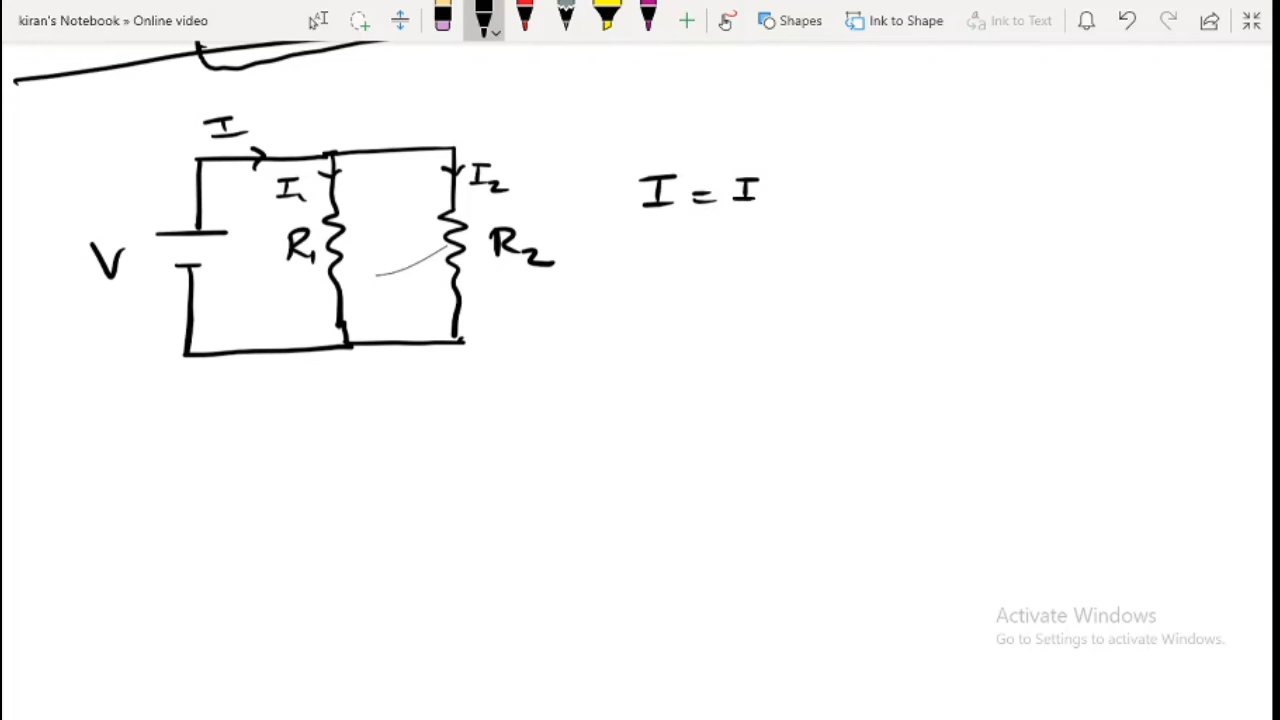 kiran's Notebook » Online video
Shapes
Ink to Shape
Ink to Text
I
I₁
I₂
I = I
V
R₁
R₂
Activate Windows
Go to Settings to activate Windows.